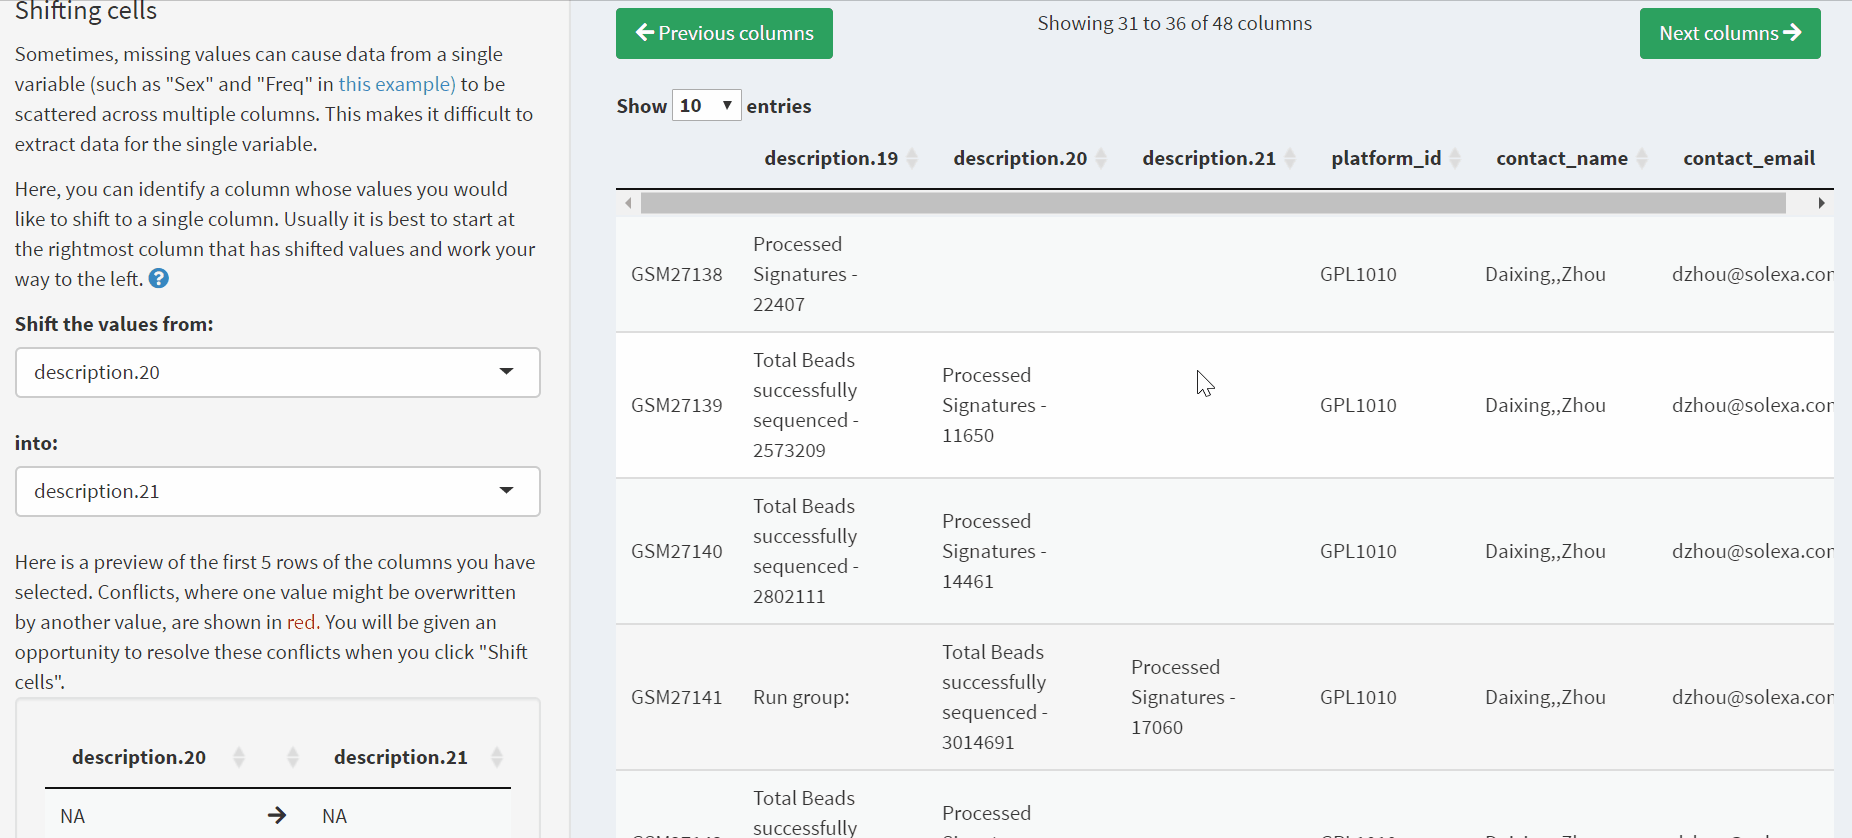 Shifting cells
Sometimes, missing values can cause data from a single
variable (such as "Sex" and "Freq" in this example) to be
scattered across multiple columns. This makes it difficult to
extract data for the single variable.
Here, you can identify a column whose values you would
like to shift to a single column. Usually it is best to start at
the rightmost column that has shifted values and work your
way to the left. ?
Shift the values from:
description.20
into:
description.21
Here is a preview of the first 5 rows of the columns you have
selected. Conflicts, where one value might be overwritten
by another value, are shown in red. You will be given an
opportunity to resolve these conflicts when you click "Shift
cells".
description.20 description.21
NA → NA
← Previous columns
Showing 31 to 36 of 48 columns
Next columns →
Show 10 entries
description.19 description.20 description.21 platform_id contact_name contact_email
GSM27138
Processed
Signatures -
22407
GPL1010
Daixing,,Zhou
dzhou@solexa.com
GSM27139
Total Beads
successfully
sequenced -
2573209
Processed
Signatures -
11650
GPL1010
Daixing,,Zhou
dzhou@solexa.com
GSM27140
Total Beads
successfully
sequenced -
2802111
Processed
Signatures -
14461
GPL1010
Daixing,,Zhou
dzhou@solexa.com
GSM27141
Run group:
Total Beads
successfully
sequenced -
3014691
Processed
Signatures -
17060
GPL1010
Daixing,,Zhou
dzhou@solexa.com
Total Beads
successfully
Processed